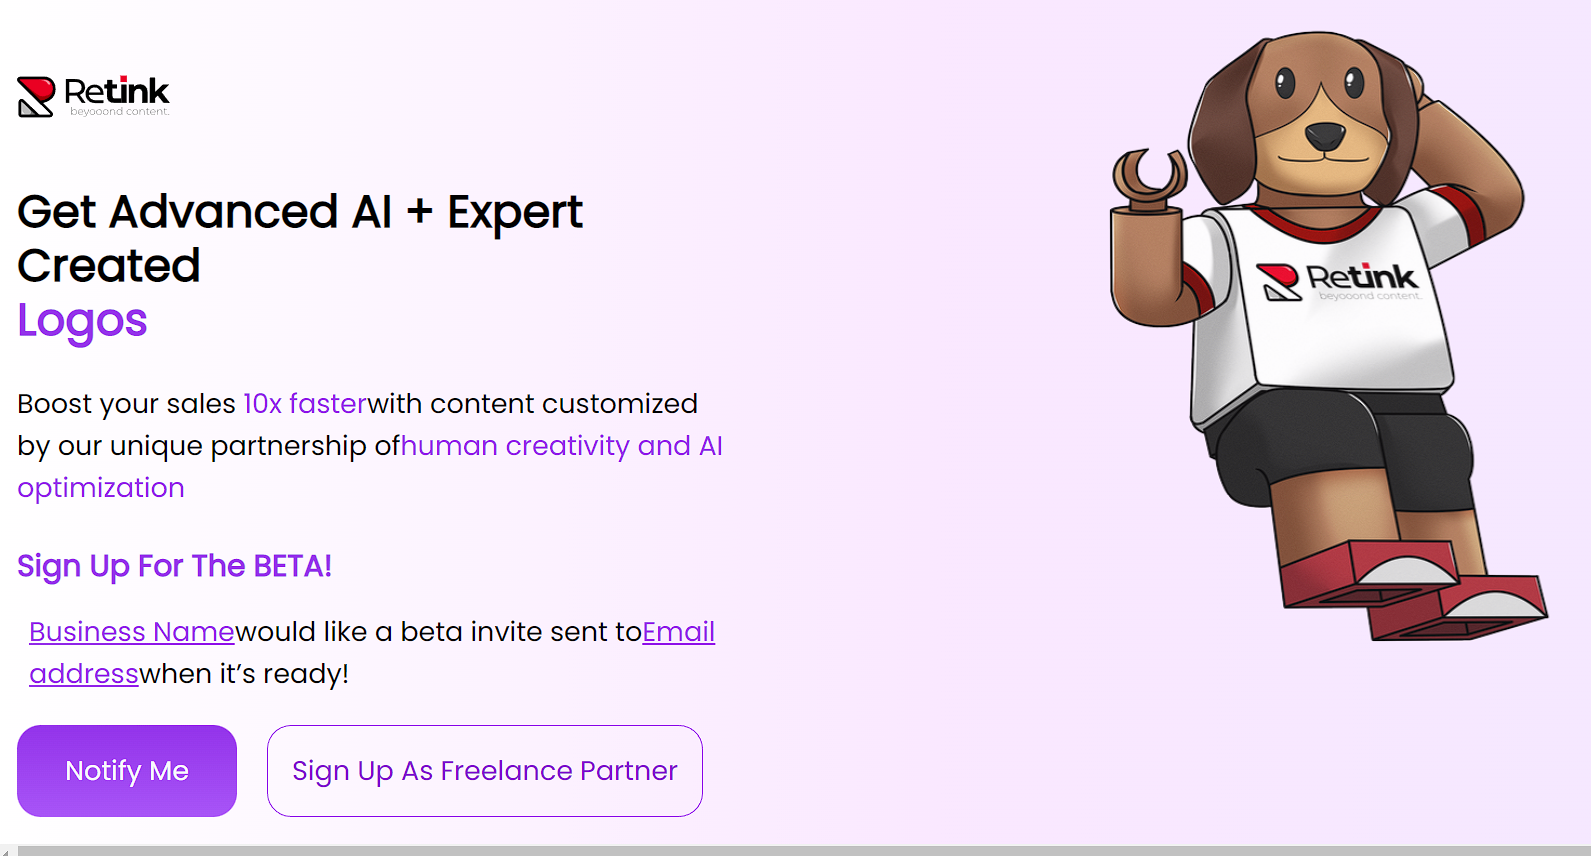 Retink
beyooond content.
Get Advanced AI + Expert
Created
Logos
Boost your sales 10x fasterwith content customized
by our unique partnership ofhuman creativity and AI
optimization
Sign Up For The BETA!
Business Namewould like a beta invite sent toEmail
addresswhen it’s ready!
Notify Me
Sign Up As Freelance Partner
Retink
beyooond content.